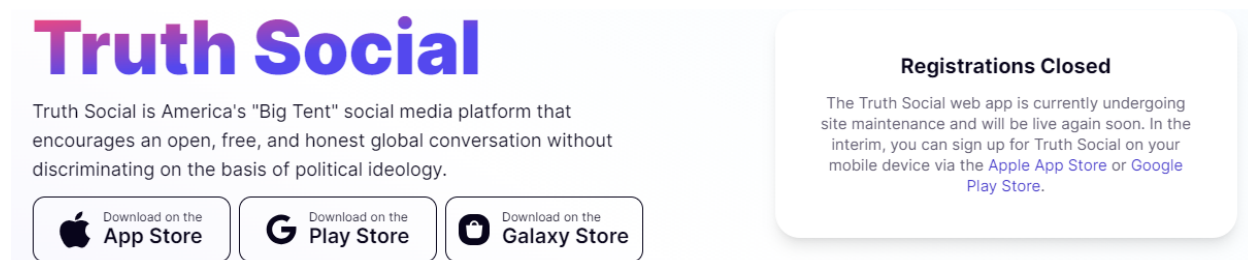 Truth Social
Truth Social is America's "Big Tent" social media platform that
encourages an open, free, and honest global conversation without
discriminating on the basis of political ideology.
Download on the
App Store
Download on the
Play Store
Download on the
Galaxy Store
Registrations Closed
The Truth Social web app is currently undergoing
site maintenance and will be live again soon. In the
interim, you can sign up for Truth Social on your
mobile device via the Apple App Store or Google
Play Store.